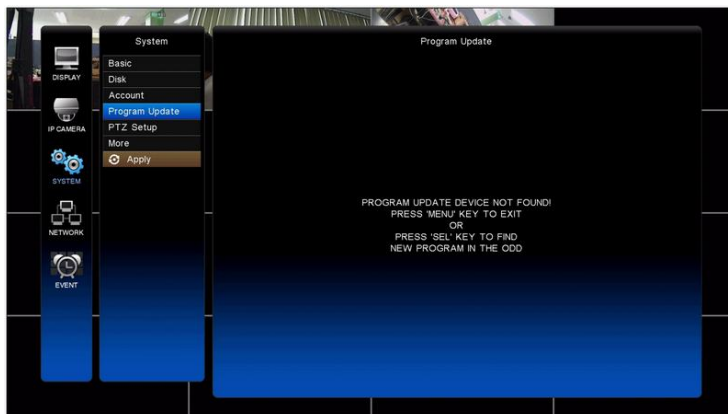 DISPLAY
IP CAMERA
SYSTEM
NETWORK
EVENT
System
Basic
Disk
Account
Program Update
PTZ Setup
More
Apply
Program Update
PROGRAM UPDATE DEVICE NOT FOUND!
PRESS 'MENU' KEY TO EXIT
OR
PRESS 'SEL' KEY TO FIND
NEW PROGRAM IN THE ODD